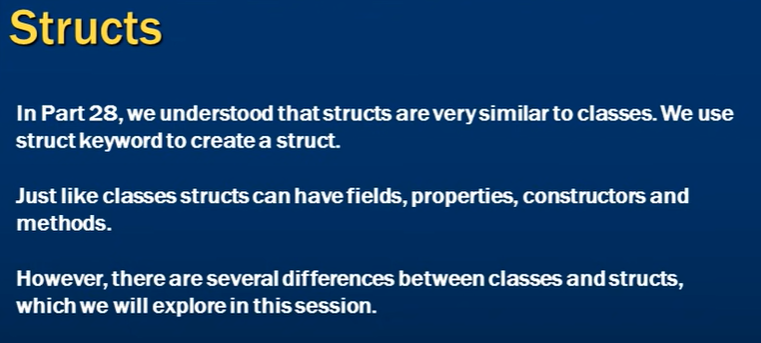 Structs
In Part 28, we understood that structs are very similar to classes. We use
struct keyword to create a struct.
Just like classes structs can have fields, properties, constructors and
methods.
However, there are several differences between classes and structs,
which we will explore in this session.